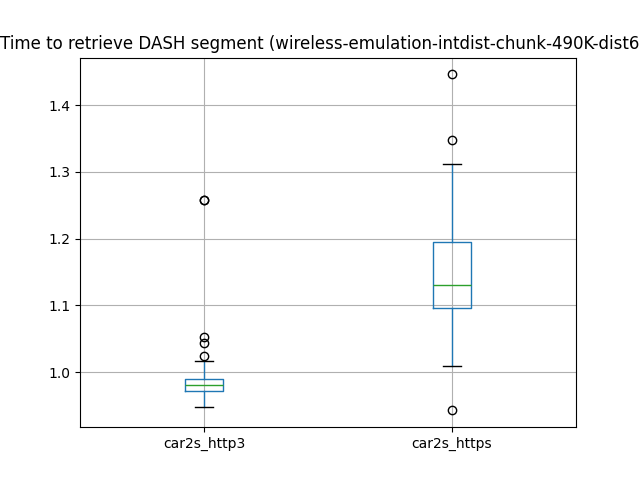 Time to retrieve DASH segment (wireless-emulation-intdist-chunk-490K-dist6
1.4
1.3
1.2
1.1
1.0
car2s_http3 car2s_https